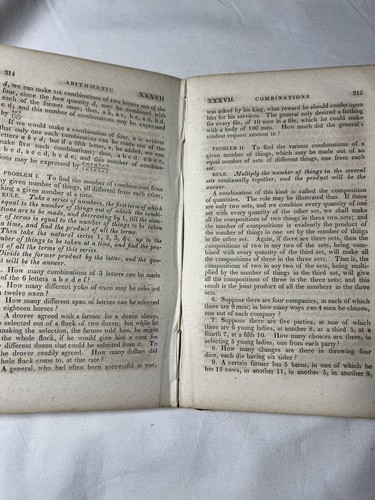 214 ARITHMETIC. XXXVII
d, we can make six combinations of two letters out of the
four, since the new quantity d, may be combined with
each of the former ones; thus, a b, a c, b c, a d, b d,
c d; and this number of combinations may be expressed
by
If we would make a combination of four, it is evident
that only one such combination can be made out of four
letters a b c d; but if a fifth letter e, be added, we can
make five such combinations; thus, a b c d, a b c e,
and this number of combina-
tions may be expressed by
PROBLEM I. To find the number of combinations from
any given number of things, all different from each other,
taking a given number at a time.
RULE. Take a series of numbers, the first term of which
is equal to the number of things out of which the combi-
nations are to be made, and decreasing by 1, till the num-
ber of terms is equal to the number of things to be taken
at a time, and find the product of all the terms.
Then take the natural series 1, 2, 3, &c. up to the
number of things to be taken at a time, and find the pro-
duct of all the terms of this series.
Divide the former product by the latter, and the quo-
tient will be the answer.
How many combinations of 3 letters can be made
of the 6 letters a b c d e f?
How many different yoke of oxen may be selected
twelve oxen?
How many different spans of horses can be selected
eighteen horses?
A drover agreed with a farmer for a dozen sheep,
be selected out of a flock of two dozen; but while
making the selection, the farmer told him, he might
the whole flock, if he would give him a cent for
different dozen that could be selected from it. To
the drover readily agreed. How many dollars did
whole flock come to, at that rate?
A general, who had often been successful in war,
XXXVII COMBINATIONS. 215
was asked by his king, what reward he should confer upon
him for his services. The general only desired a farthing
for every file, of 10 men in a file, which he could make
with a body of 100 men. How much did the general's
modest request amount to?
PROBLEM II. To find the various combinations of a
given number of things, which may be made out of an
equal number of sets of different things, one from each
set.
RULE. Multiply the number of things in the several
sets continually together, and the product will be the
answer.
A combination of this kind is called the composition
of quantities. The rule may be illustrated thus. If there
are only two sets, and we combine every quantity of one
set with every quantity of the other set, we shall make
all the compositions of two things in these two sets; and
the number of compositions is evidently the product of
the number of things in one set by the number of things
in the other set. Again, if there are three sets, then the
composition of two in any two of the sets, being com-
bined with every quantity of the third, will give all
the compositions of three in the three sets. That is, the
compositions of two in any two of the sets, being multi-
plied by the number of things in the third set, will give
all the compositions of three in the three sets; and this
result is the joint product of all the numbers in the three
sets.
6. Suppose there are four companies, in each of which
there are 9 men; in how many ways can 4 men be chosen,
one out of each company?
7. Suppose there are five parties, at one of which
there are 6 young ladies, at another 9, at a third 5, at a
fourth 7, at a fifth 10. How many choices are there, in
selecting 5 young ladies, one from each party?
8. How many changes are there in throwing four
dice, each die having six sides?
9. A certain farmer has 5 barns, in one of which he
has 15 cows, in another 11, in another 5, in another 9,